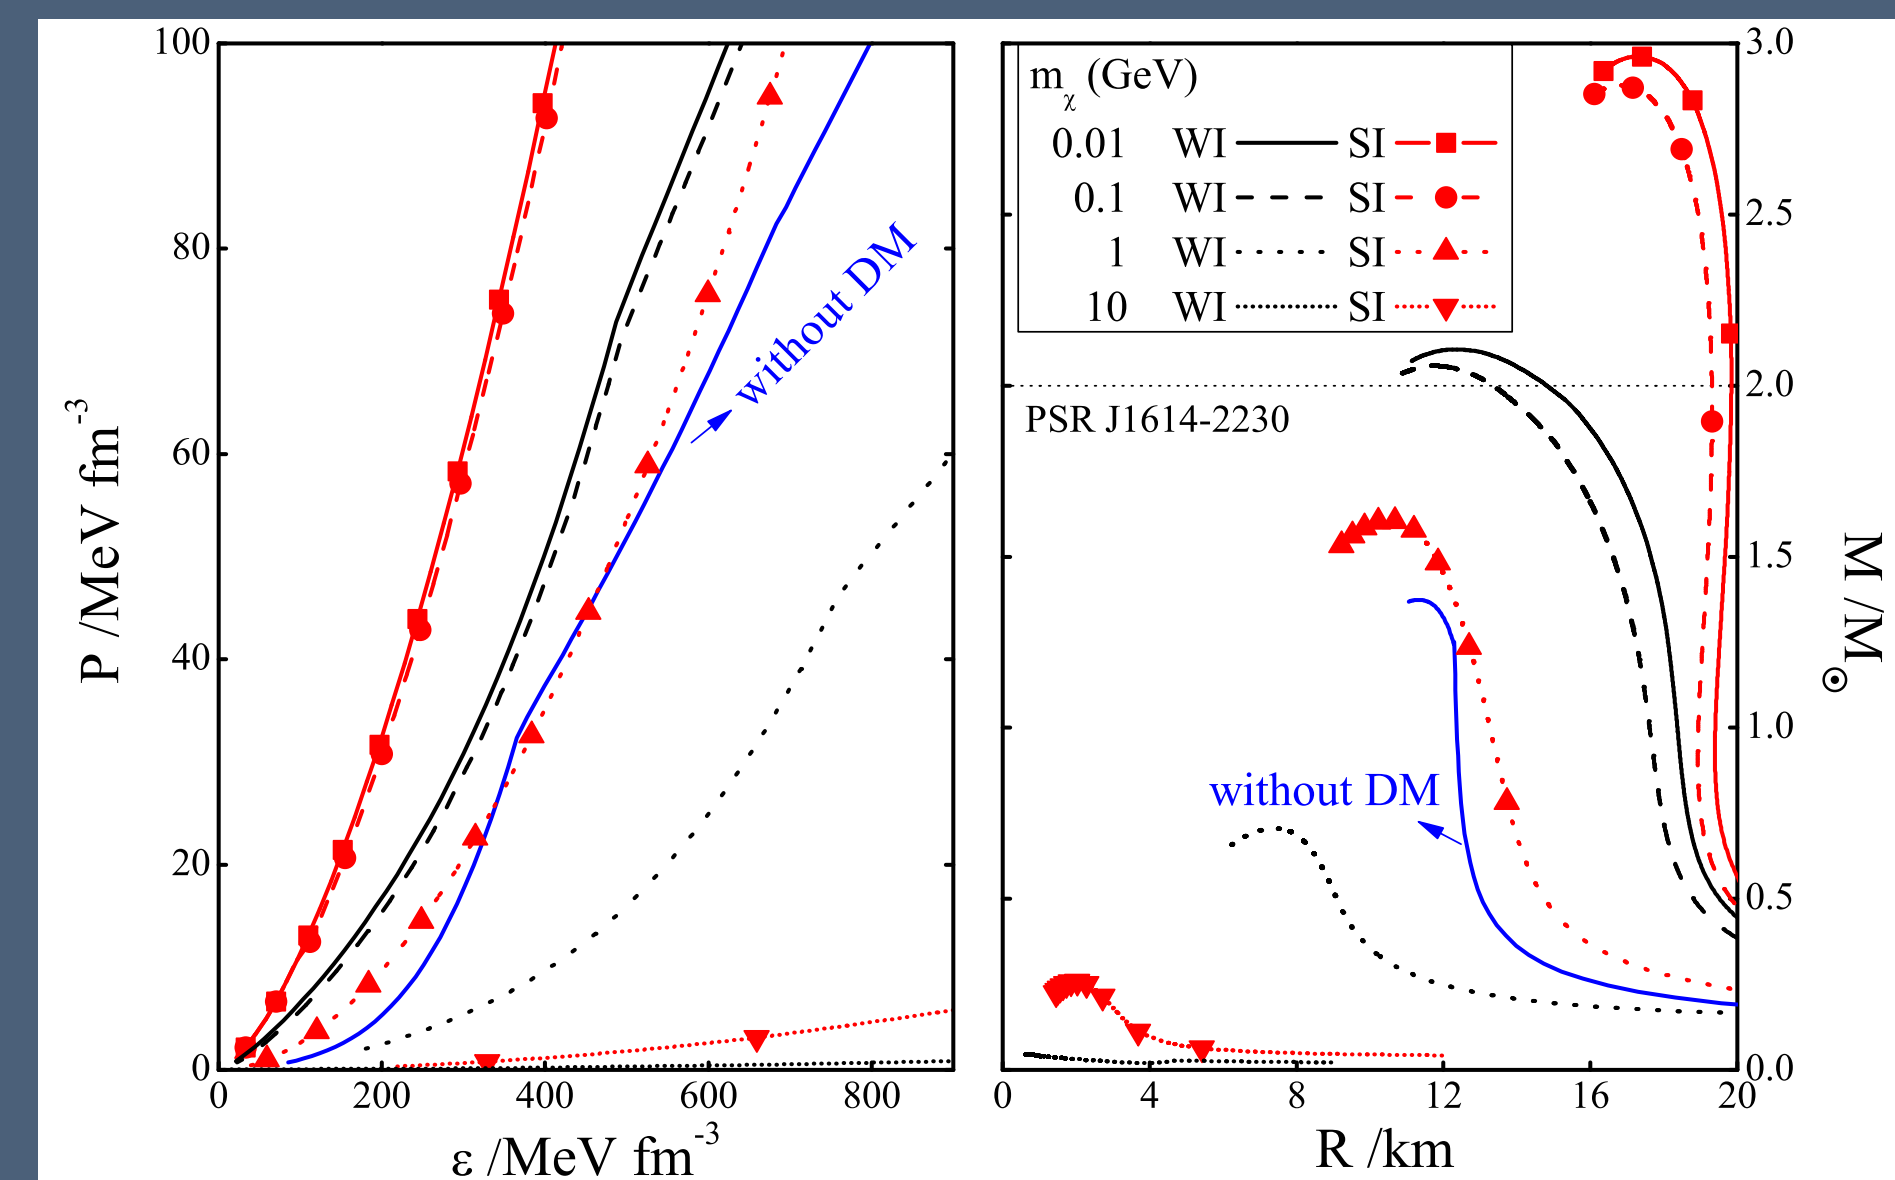 100
80
60
40
20
0
P /MeV fm-3
0 200 400 600 800
ε /MeV fm-3
without DM
mχ (GeV)
0.01 WI SI
0.1 WI SI
1 WI SI
10 WI SI
PSR J1614-2230
without DM
3.0
2.5
2.0
1.5
1.0
0.5
0.0
M /M⊙
0 4 8 12 16 20
R /km